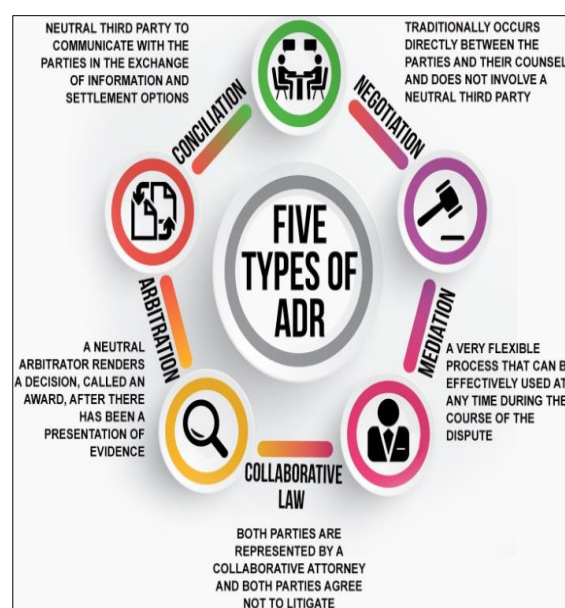 NEUTRAL THIRD PARTY TO
COMMUNICATE WITH THE
PARTIES IN THE EXCHANGE
OF INFORMATION AND
SETTLEMENT OPTIONS
CONCILIATION
TRADITIONALLY OCCURS
DIRECTLY BETWEEN THE
PARTIES AND THEIR COUNSEL
AND DOES NOT INVOLVE A
NEUTRAL THIRD PARTY
NEGOTIATION
FIVE
TYPES OF
ADR
ARBITRATION
A NEUTRAL
ARBITRATOR RENDERS
A DECISION, CALLED AN
AWARD, AFTER THERE
HAS BEEN A
PRESENTATION OF
EVIDENCE
MEDIATION
A VERY FLEXIBLE
PROCESS THAT CAN BE
EFFECTIVELY USED AT
ANY TIME DURING THE
COURSE OF THE
DISPUTE
COLLABORATIVE
LAW
BOTH PARTIES ARE
REPRESENTED BY A
COLLABORATIVE ATTORNEY
AND BOTH PARTIES AGREE
NOT TO LITIGATE